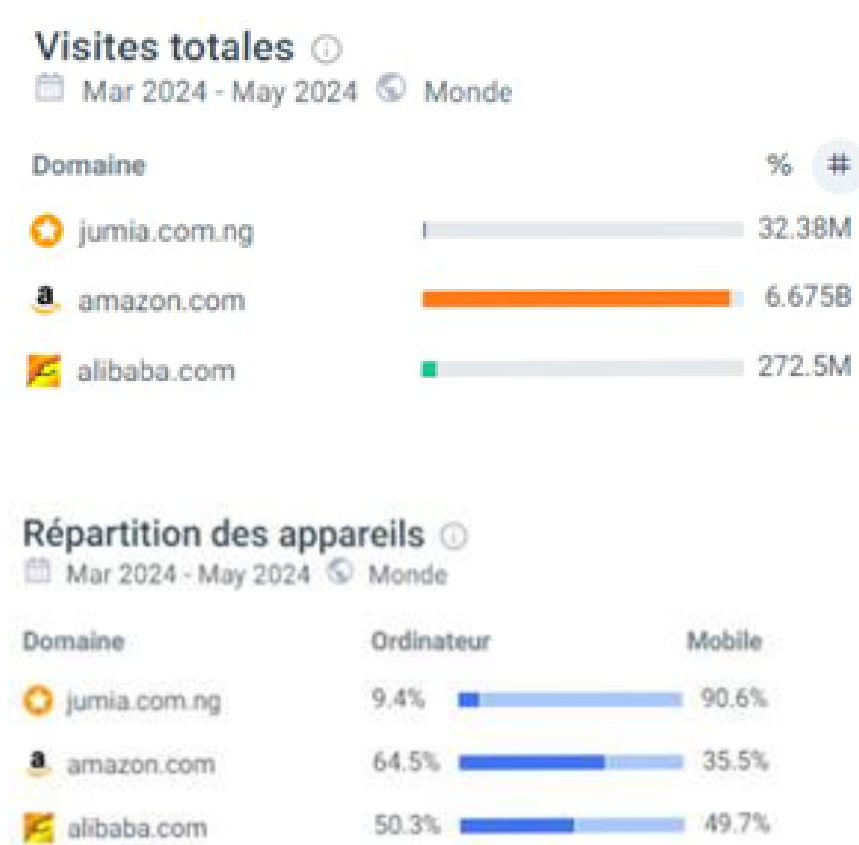 Visites totales
Mar 2024 - May 2024 Monde
Domaine % #
jumia.com.ng 32.38M
amazon.com 6.675B
alibaba.com 272.5M
Répartition des appareils
Mar 2024 - May 2024 Monde
Domaine Ordinateur Mobile
jumia.com.ng 9.4% 90.6%
amazon.com 64.5% 35.5%
alibaba.com 50.3% 49.7%